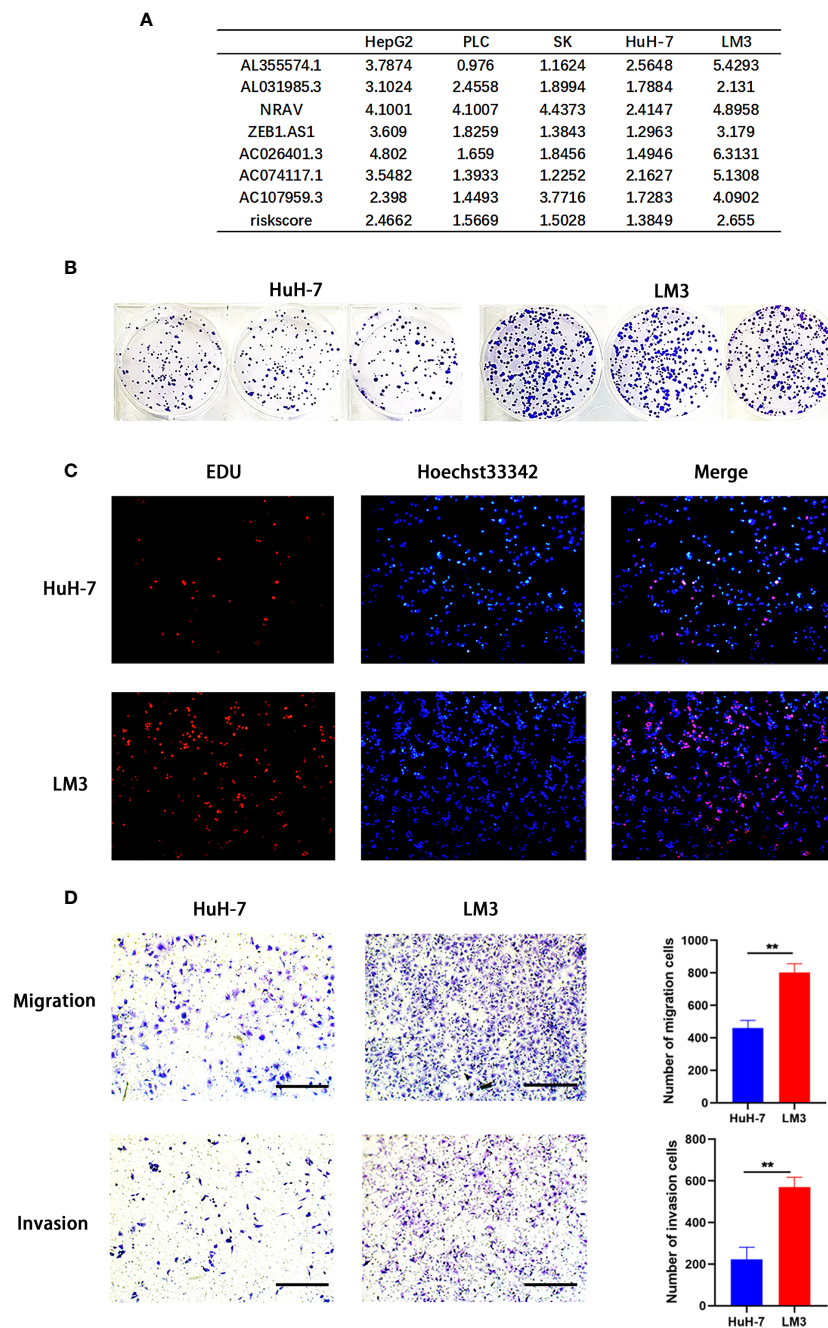 A
HepG2 PLC SK HuH-7 LM3
AL355574.1 3.7874 0.976 1.1624 2.5648 5.4293
AL031985.3 3.1024 2.4558 1.8994 1.7884 2.131
NRAV 4.1001 4.1007 4.4373 2.4147 4.8958
ZEB1.AS1 3.609 1.8259 1.3843 1.2963 3.179
AC026401.3 4.802 1.659 1.8456 1.4946 6.3131
AC074117.1 3.5482 1.3933 1.2252 2.1627 5.1308
AC107959.3 2.398 1.4493 3.7716 1.7283 4.0902
riskscore 2.4662 1.5669 1.5028 1.3849 2.655
B
HuH-7 LM3
C
EDU Hoechst33342 Merge
HuH-7
LM3
D
HuH-7 LM3
Migration
Number of migration cells
1000
800
600
400
200
0
**
HuH-7 LM3
Invasion
Number of invasion cells
800
600
400
200
0
**
HuH-7 LM3